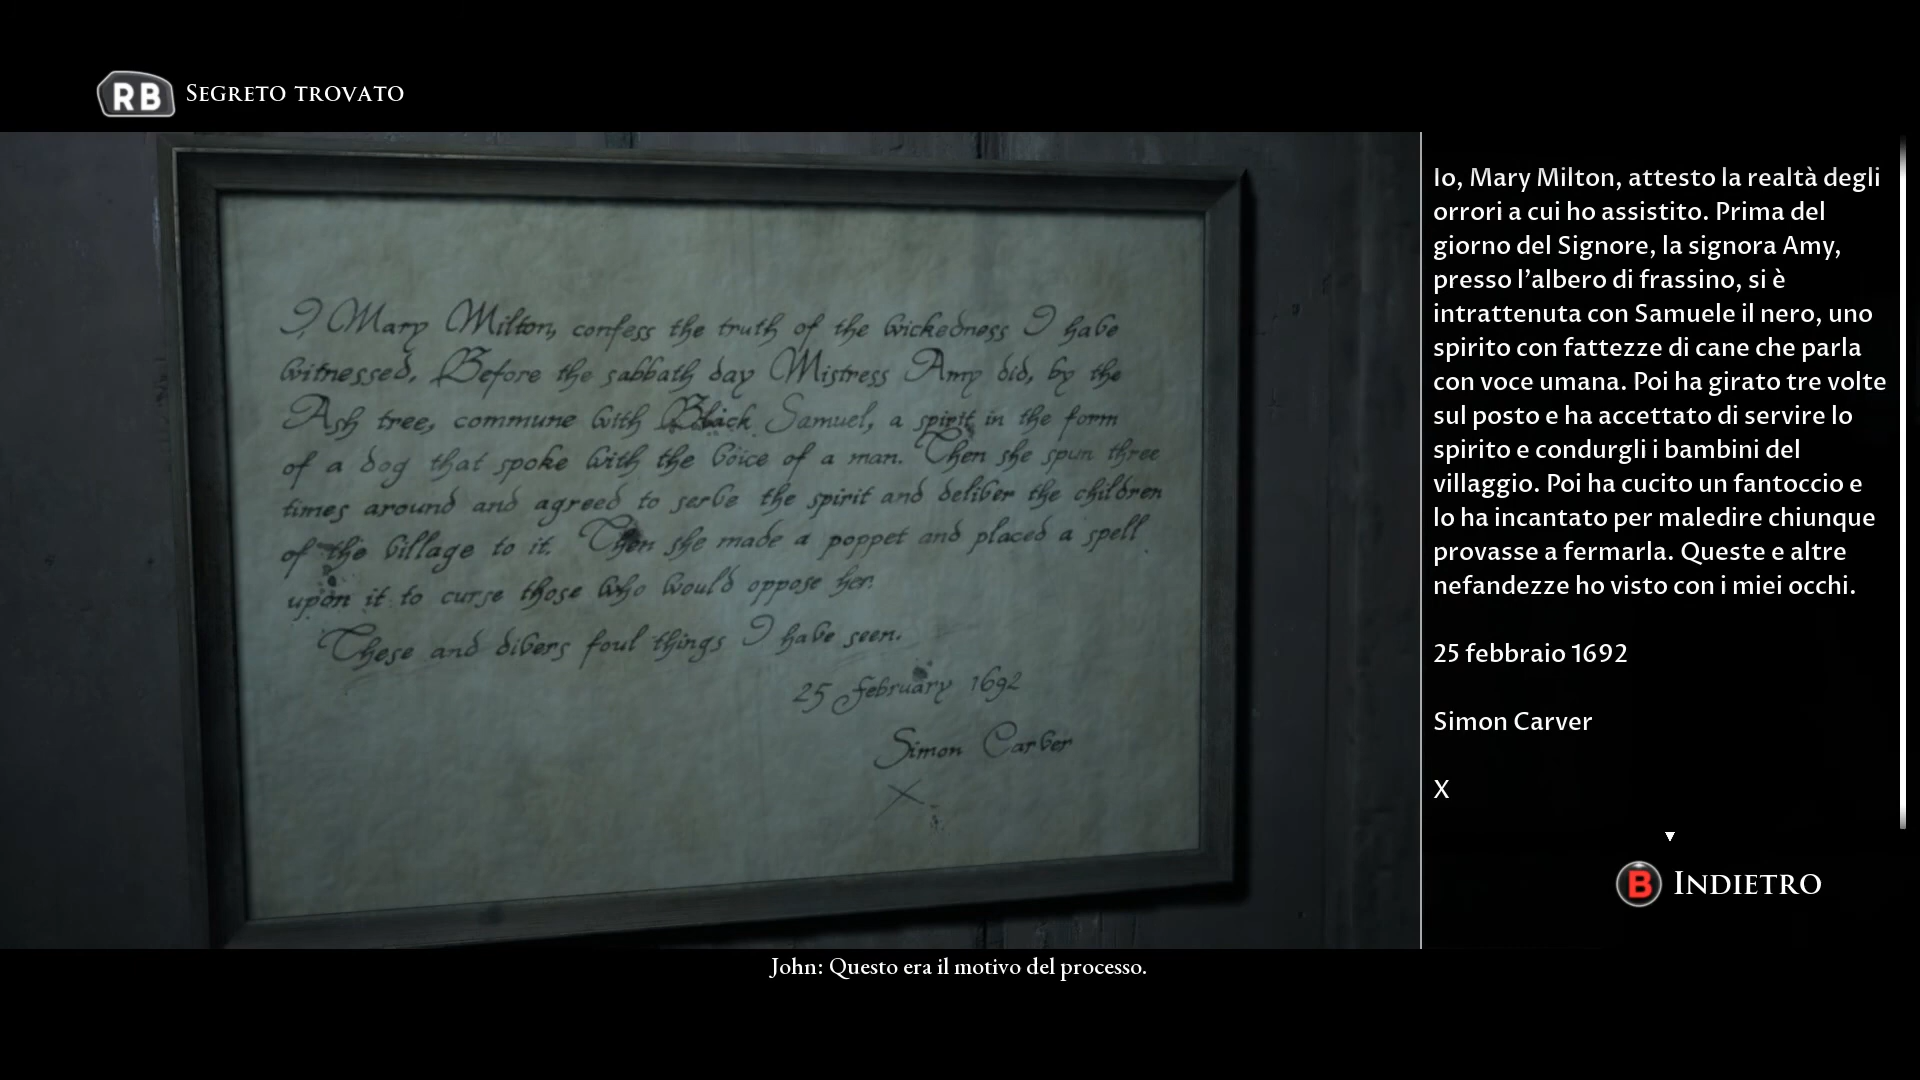 RB SEGRETO TROVATO
I, Mary Milton, confess the truth of the wickedness I have
witnessed. Before the sabbath day Mistress Amy did, by the
Ash tree, commune with Black Samuel, a spirit in the form
of a dog that spoke with the voice of a man. Then she spun three
times around and agreed to serve the spirit and deliver the children
of the village to it. Then she made a poppet and placed a spell
upon it to curse those who would oppose her.
These and divers foul things I have seen.
25 February 1692
Simon Carver
X
Io, Mary Milton, attesto la realtà degli
orrori a cui ho assistito. Prima del
giorno del Signore, la signora Amy,
presso l'albero di frassino, si è
intrattenuta con Samuele il nero, uno
spirito con fattezze di cane che parla
con voce umana. Poi ha girato tre volte
sul posto e ha accettato di servire lo
spirito e condurgli i bambini del
villaggio. Poi ha cucito un fantoccio e
lo ha incantato per maledire chiunque
provasse a fermarla. Queste e altre
nefandezze ho visto con i miei occhi.
25 febbraio 1692
Simon Carver
X
B INDIETRO
John: Questo era il motivo del processo.